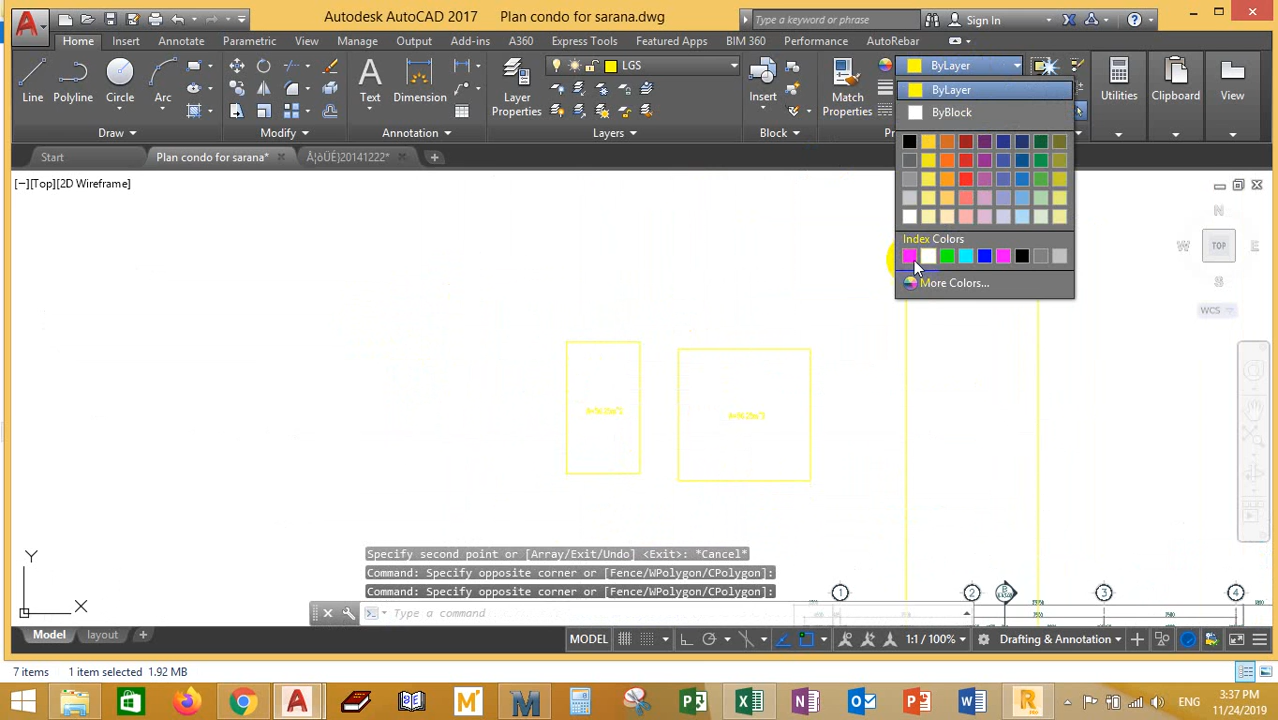 Autodesk AutoCAD 2017 Plan condo for sarana.dwg
Type a keyword or phrase
Sign In
Home Insert Annotate Parametric View Manage Output Add-ins A360 Express Tools Featured Apps BIM 360 Performance AutoRebar
LGS
ByLayer
Line Polyline Circle Arc
Text Dimension
Layer Properties
Insert
Match Properties
Utilities Clipboard View
Draw Modify Annotation Layers Block
ByLayer
ByBlock
Start Plan condo for sarana* Å¦òÜÉ}20141222*
[−][Top][2D Wireframe]
Index Colors
More Colors...
N
W TOP E
S
WCS
Specify second point or [Array/Exit/Undo] <Exit>: *Cancel*
Command: Specify opposite corner or [Fence/WPolygon/CPolygon]:
Command: Specify opposite corner or [Fence/WPolygon/CPolygon]:
Type a command
Y
X
1 2 3 4
Model layout
MODEL 1:1 / 100% Drafting & Annotation
7 items 1 item selected 1.92 MB
ENG
3:37 PM
11/24/2019